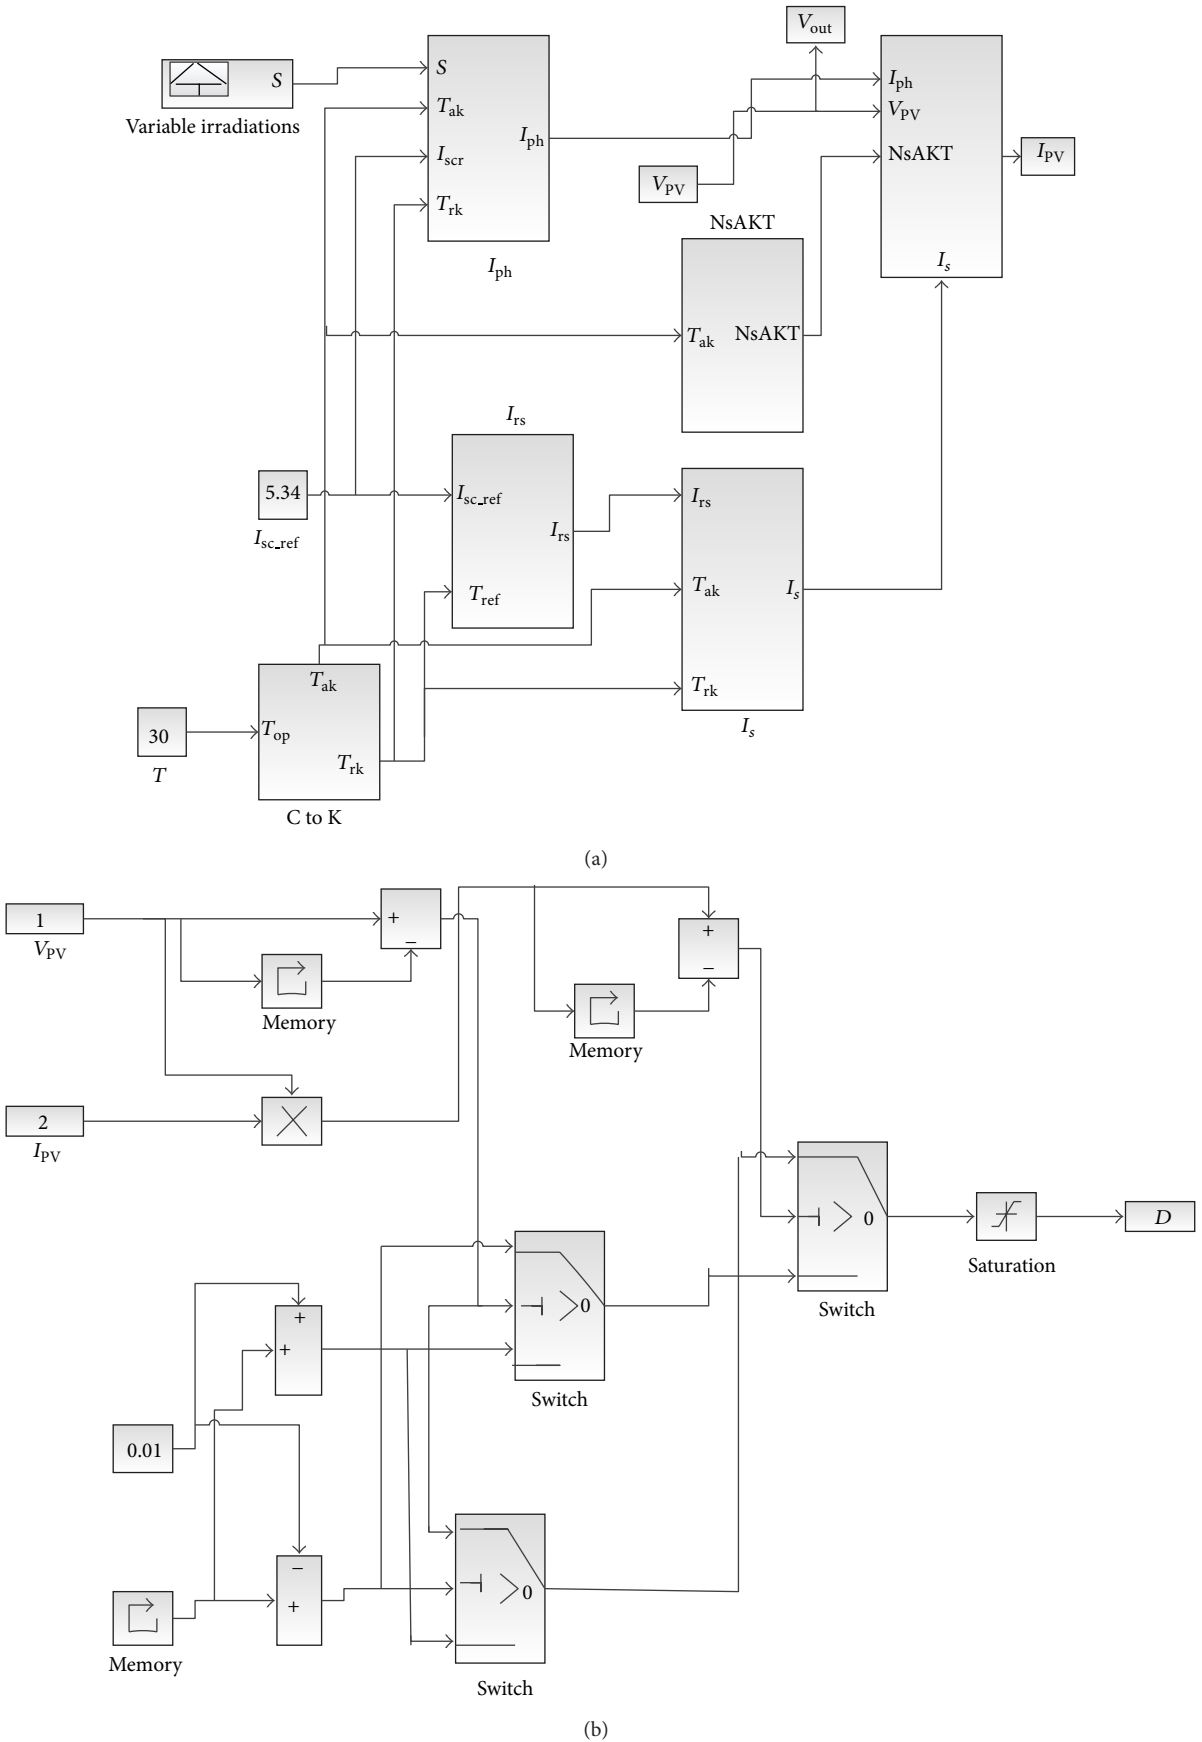 V_out
S
Variable irradiations
S
T_ak
I_scr
T_rk
I_ph
I_ph
V_PV
I_ph
V_PV
NsAKT
I_s
I_PV
NsAKT
T_ak
NsAKT
5.34
I_sc_ref
I_rs
I_sc_ref
I_rs
T_ref
I_rs
T_ak
T_rk
I_s
I_s
30
T
T_ak
T_op
T_rk
C to K
(a)
1
V_PV
+
−
Memory
+
−
Memory
2
I_PV
> 0
Switch
Saturation
D
+
+
>0
Switch
0.01
−
+
Memory
>0
Switch
(b)